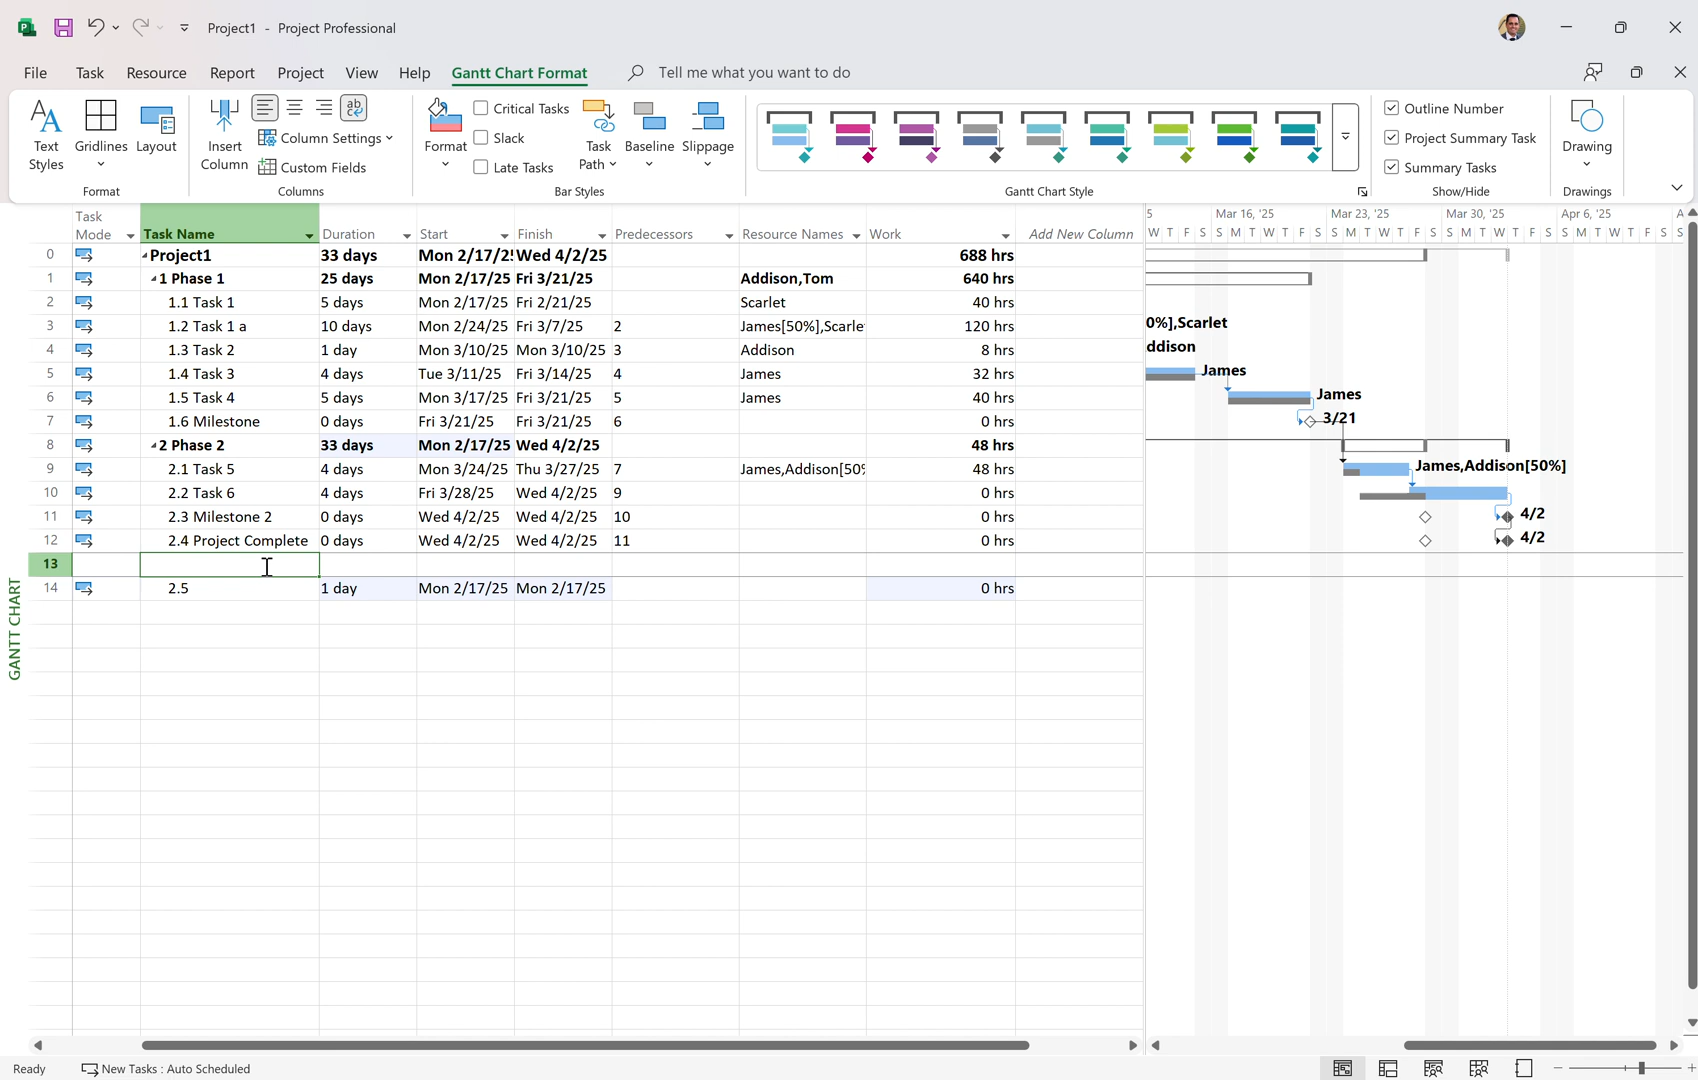 Project1 - Project Professional
File Task Resource Report Project View Help Gantt Chart Format Tell me what you want to do
Text Styles Gridlines Layout
Format
Insert Column
Column Settings
Custom Fields
Columns
Format
Critical Tasks
Slack
Late Tasks
Task Path Baseline Slippage
Bar Styles
Gantt Chart Style
Outline Number
Project Summary Task
Summary Tasks
Show/Hide
Drawing
Drawings
Task Mode Task Name Duration Start Finish Predecessors Resource Names Work Add New Column
0 Project1 33 days Mon 2/17/2 Wed 4/2/25 688 hrs
1 1 Phase 1 25 days Mon 2/17/25 Fri 3/21/25 Addison,Tom 640 hrs
2 1.1 Task 1 5 days Mon 2/17/25 Fri 2/21/25 Scarlet 40 hrs
3 1.2 Task 1 a 10 days Mon 2/24/25 Fri 3/7/25 2 James[50%],Scarle 120 hrs
4 1.3 Task 2 1 day Mon 3/10/25 Mon 3/10/25 3 Addison 8 hrs
5 1.4 Task 3 4 days Tue 3/11/25 Fri 3/14/25 4 James 32 hrs
6 1.5 Task 4 5 days Mon 3/17/25 Fri 3/21/25 5 James 40 hrs
7 1.6 Milestone 0 days Fri 3/21/25 Fri 3/21/25 6 0 hrs
8 2 Phase 2 33 days Mon 2/17/25 Wed 4/2/25 48 hrs
9 2.1 Task 5 4 days Mon 3/24/25 Thu 3/27/25 7 James,Addison[50% 48 hrs
10 2.2 Task 6 4 days Fri 3/28/25 Wed 4/2/25 9 0 hrs
11 2.3 Milestone 2 0 days Wed 4/2/25 Wed 4/2/25 10 0 hrs
12 2.4 Project Complete 0 days Wed 4/2/25 Wed 4/2/25 11 0 hrs
13
14 2.5 1 day Mon 2/17/25 Mon 2/17/25 0 hrs
GANTT CHART
5 Mar 16, '25 Mar 23, '25 Mar 30, '25 Apr 6, '25 A
W T F S S M T W T F S S M T W T F S S M T W T F S S M T W T F S S
0%],Scarlet
ddison
James
James
3/21
James,Addison[50%]
4/2
4/2
Ready New Tasks : Auto Scheduled